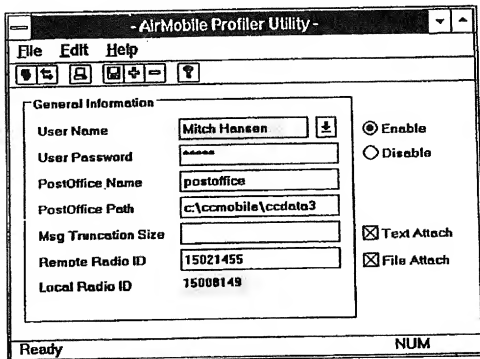 - AirMobile Profiler Utility -
File Edit Help
General Information
User Name Mitch Hansen
User Password *****
PostOffice Name postoffice
PostOffice Path c:\ccmobile\ccdata3
Msg Truncation Size
Remote Radio ID 15021455
Local Radio ID 15008149
Enable
Disable
Text Attach
File Attach
Ready NUM